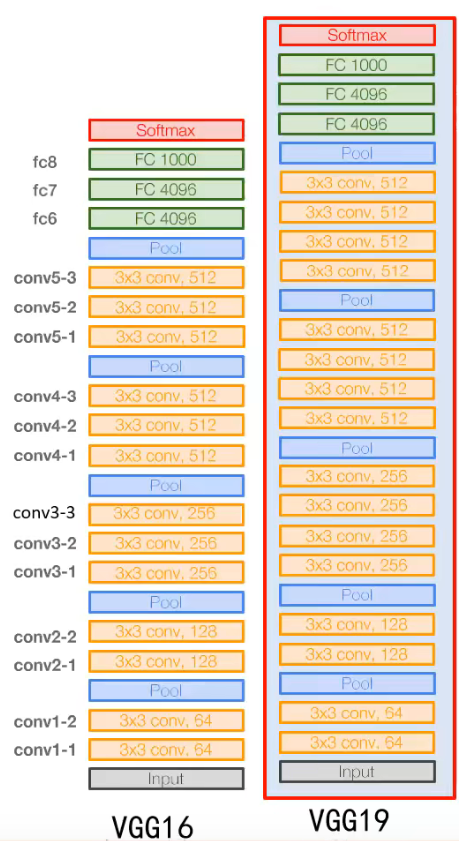 Softmax
fc8 FC 1000
fc7 FC 4096
fc6 FC 4096
Pool
conv5-3 3x3 conv, 512
conv5-2 3x3 conv, 512
conv5-1 3x3 conv, 512
Pool
conv4-3 3x3 conv, 512
conv4-2 3x3 conv, 512
conv4-1 3x3 conv, 512
Pool
conv3-3 3x3 conv, 256
conv3-2 3x3 conv, 256
conv3-1 3x3 conv, 256
Pool
conv2-2 3x3 conv, 128
conv2-1 3x3 conv, 128
Pool
conv1-2 3x3 conv, 64
conv1-1 3x3 conv, 64
Input
VGG16
Softmax
FC 1000
FC 4096
FC 4096
Pool
3x3 conv, 512
3x3 conv, 512
3x3 conv, 512
3x3 conv, 512
Pool
3x3 conv, 512
3x3 conv, 512
3x3 conv, 512
3x3 conv, 512
Pool
3x3 conv, 256
3x3 conv, 256
3x3 conv, 256
3x3 conv, 256
Pool
3x3 conv, 128
3x3 conv, 128
Pool
3x3 conv, 64
3x3 conv, 64
Input
VGG19